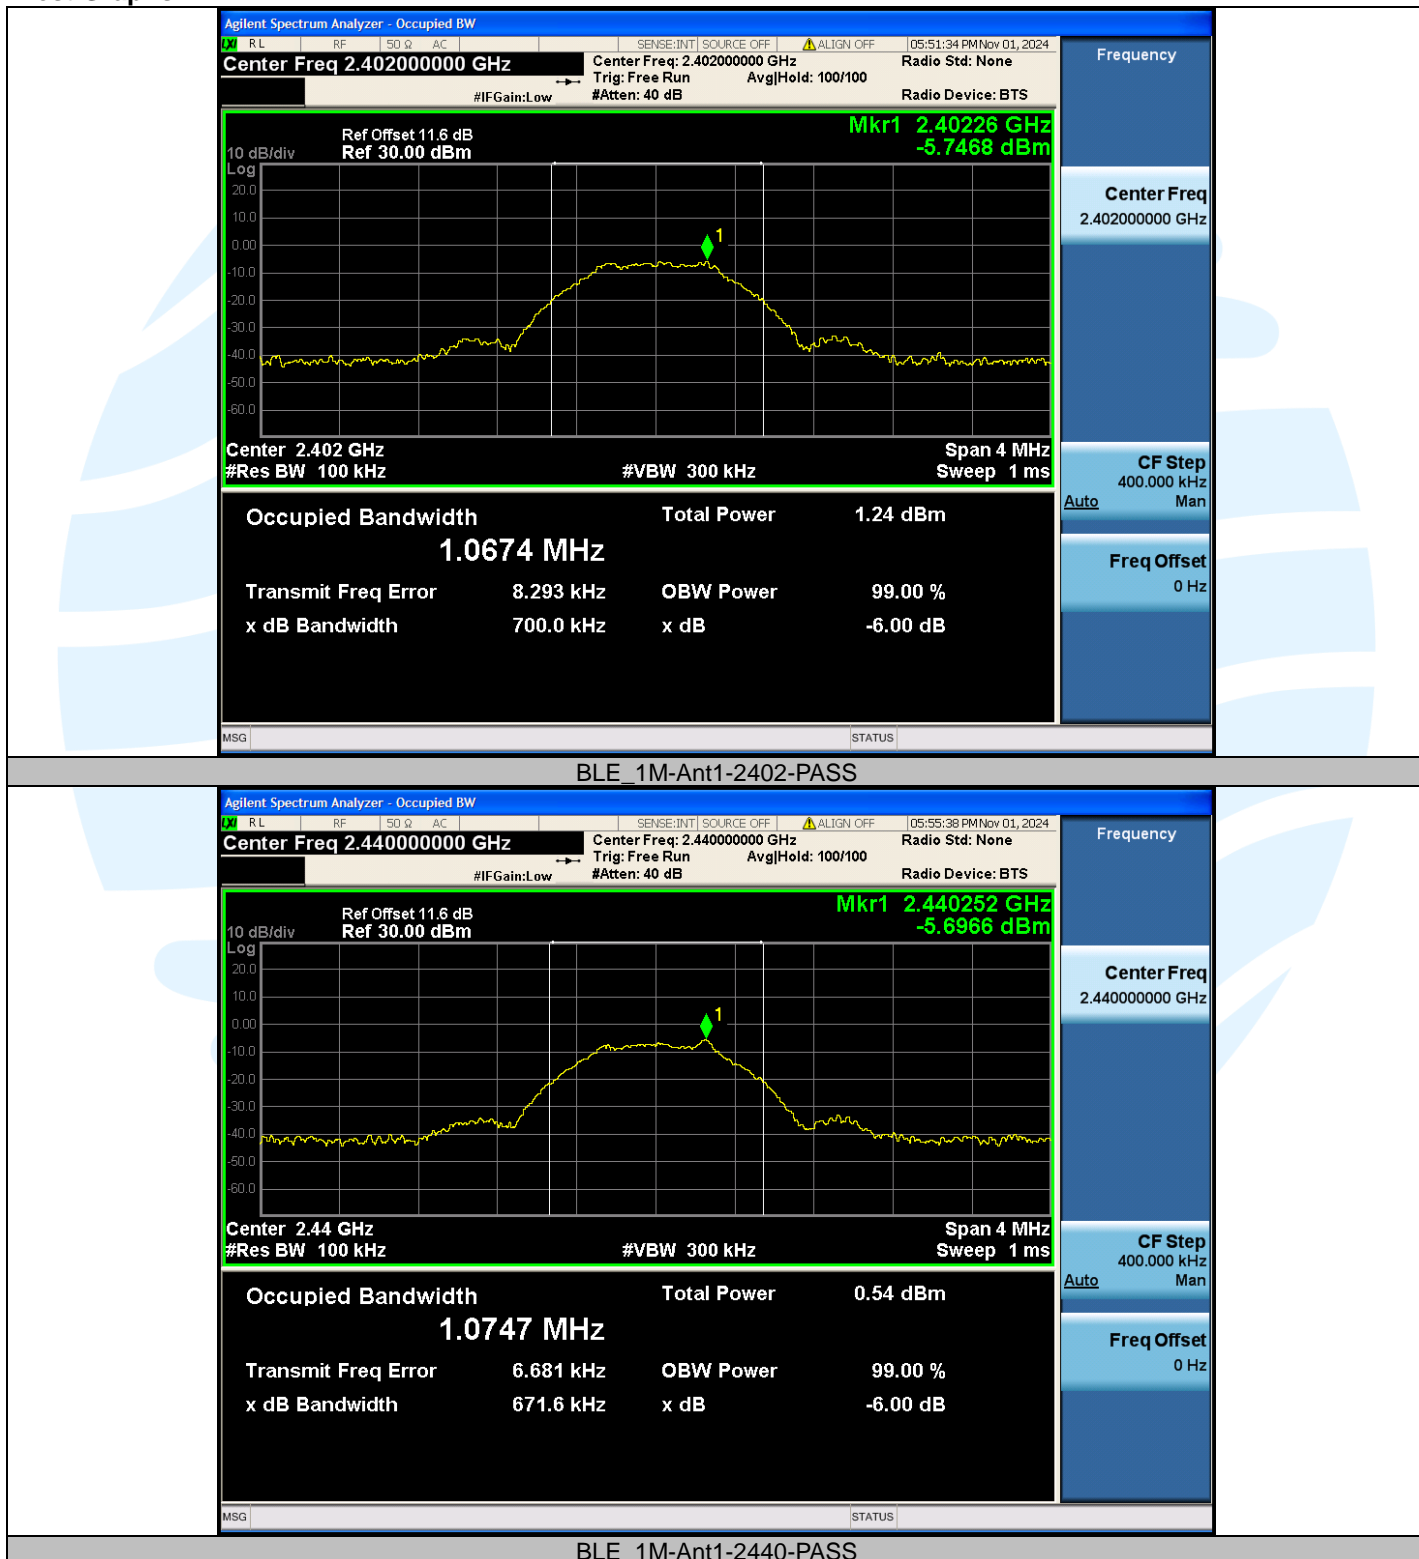 Agilent Spectrum Analyzer - Occupied BW
LXI RL RF 50 Ω AC SENSE:INT SOURCE OFF ALIGN OFF 05:51:34 PM Nov 01, 2024
Center Freq 2.402000000 GHz
Center Freq: 2.402000000 GHz Radio Std: None
Trig: Free Run Avg|Hold: 100/100
#IFGain:Low #Atten: 40 dB Radio Device: BTS
Frequency
Mkr1 2.40226 GHz
Ref Offset 11.6 dB
-5.7468 dBm
10 dB/div Ref 30.00 dBm
Log
20.0
10.0
0.00
-10.0
-20.0
-30.0
-40.0
-50.0
-60.0
1
Center 2.402 GHz Span 4 MHz
#Res BW 100 kHz #VBW 300 kHz Sweep 1 ms
Center Freq
2.402000000 GHz
CF Step
400.000 kHz
Auto Man
Freq Offset
0 Hz
Occupied Bandwidth Total Power 1.24 dBm
1.0674 MHz
Transmit Freq Error 8.293 kHz OBW Power 99.00 %
x dB Bandwidth 700.0 kHz x dB -6.00 dB
MSG STATUS
BLE_1M-Ant1-2402-PASS
Agilent Spectrum Analyzer - Occupied BW
LXI RL RF 50 Ω AC SENSE:INT SOURCE OFF ALIGN OFF 05:55:38 PM Nov 01, 2024
Center Freq 2.440000000 GHz
Center Freq: 2.440000000 GHz Radio Std: None
Trig: Free Run Avg|Hold: 100/100
#IFGain:Low #Atten: 40 dB Radio Device: BTS
Frequency
Mkr1 2.440252 GHz
Ref Offset 11.6 dB
-5.6966 dBm
10 dB/div Ref 30.00 dBm
Log
20.0
10.0
0.00
-10.0
-20.0
-30.0
-40.0
-50.0
-60.0
1
Center 2.44 GHz Span 4 MHz
#Res BW 100 kHz #VBW 300 kHz Sweep 1 ms
Center Freq
2.440000000 GHz
CF Step
400.000 kHz
Auto Man
Freq Offset
0 Hz
Occupied Bandwidth Total Power 0.54 dBm
1.0747 MHz
Transmit Freq Error 6.681 kHz OBW Power 99.00 %
x dB Bandwidth 671.6 kHz x dB -6.00 dB
MSG STATUS
BLE_1M-Ant1-2440-PASS